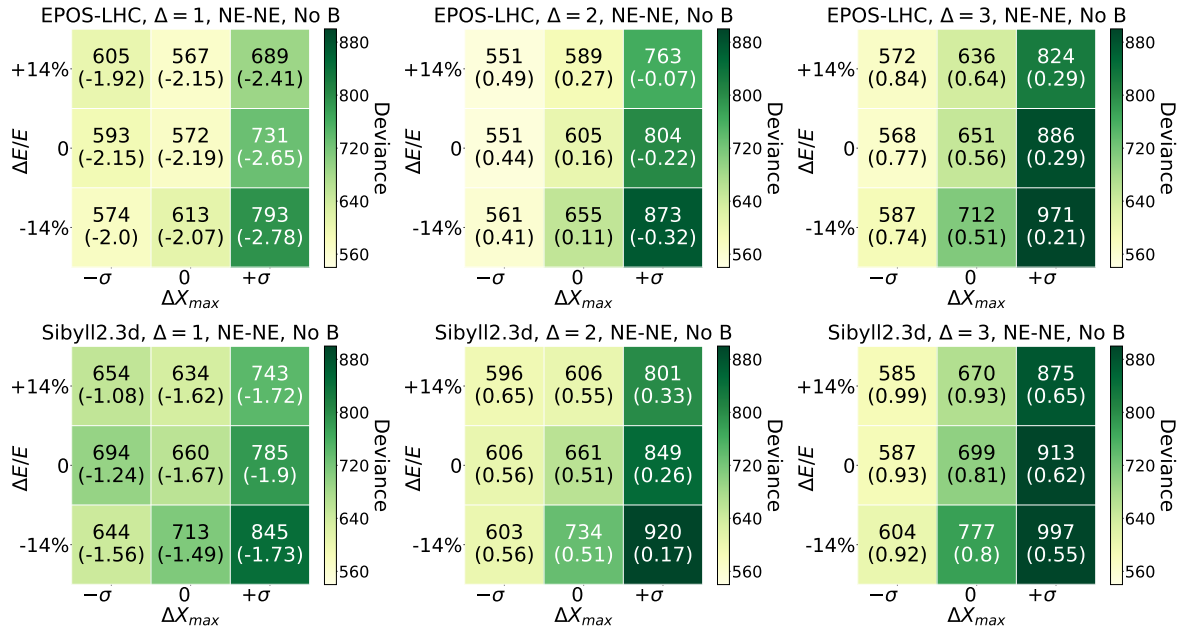 EPOS-LHC, Δ = 1, NE-NE, No B
+14%
0
-14%
ΔE/E
605 567 689
(-1.92) (-2.15) (-2.41)
593 572 731
(-2.15) (-2.19) (-2.65)
574 613 793
(-2.0) (-2.07) (-2.78)
−σ 0 +σ
ΔX_max
880
800
720
640
560
Deviance
EPOS-LHC, Δ = 2, NE-NE, No B
+14%
0
-14%
ΔE/E
551 589 763
(0.49) (0.27) (-0.07)
551 605 804
(0.44) (0.16) (-0.22)
561 655 873
(0.41) (0.11) (-0.32)
−σ 0 +σ
ΔX_max
880
800
720
640
560
Deviance
EPOS-LHC, Δ = 3, NE-NE, No B
+14%
0
-14%
ΔE/E
572 636 824
(0.84) (0.64) (0.29)
568 651 886
(0.77) (0.56) (0.29)
587 712 971
(0.74) (0.51) (0.21)
−σ 0 +σ
ΔX_max
880
800
720
640
560
Deviance
Sibyll2.3d, Δ = 1, NE-NE, No B
+14%
0
-14%
ΔE/E
654 634 743
(-1.08) (-1.62) (-1.72)
694 660 785
(-1.24) (-1.67) (-1.9)
644 713 845
(-1.56) (-1.49) (-1.73)
−σ 0 +σ
ΔX_max
880
800
720
640
560
Deviance
Sibyll2.3d, Δ = 2, NE-NE, No B
+14%
0
-14%
ΔE/E
596 606 801
(0.65) (0.55) (0.33)
606 661 849
(0.56) (0.51) (0.26)
603 734 920
(0.56) (0.51) (0.17)
−σ 0 +σ
ΔX_max
880
800
720
640
560
Deviance
Sibyll2.3d, Δ = 3, NE-NE, No B
+14%
0
-14%
ΔE/E
585 670 875
(0.99) (0.93) (0.65)
587 699 913
(0.93) (0.81) (0.62)
604 777 997
(0.92) (0.8) (0.55)
−σ 0 +σ
ΔX_max
880
800
720
640
560
Deviance